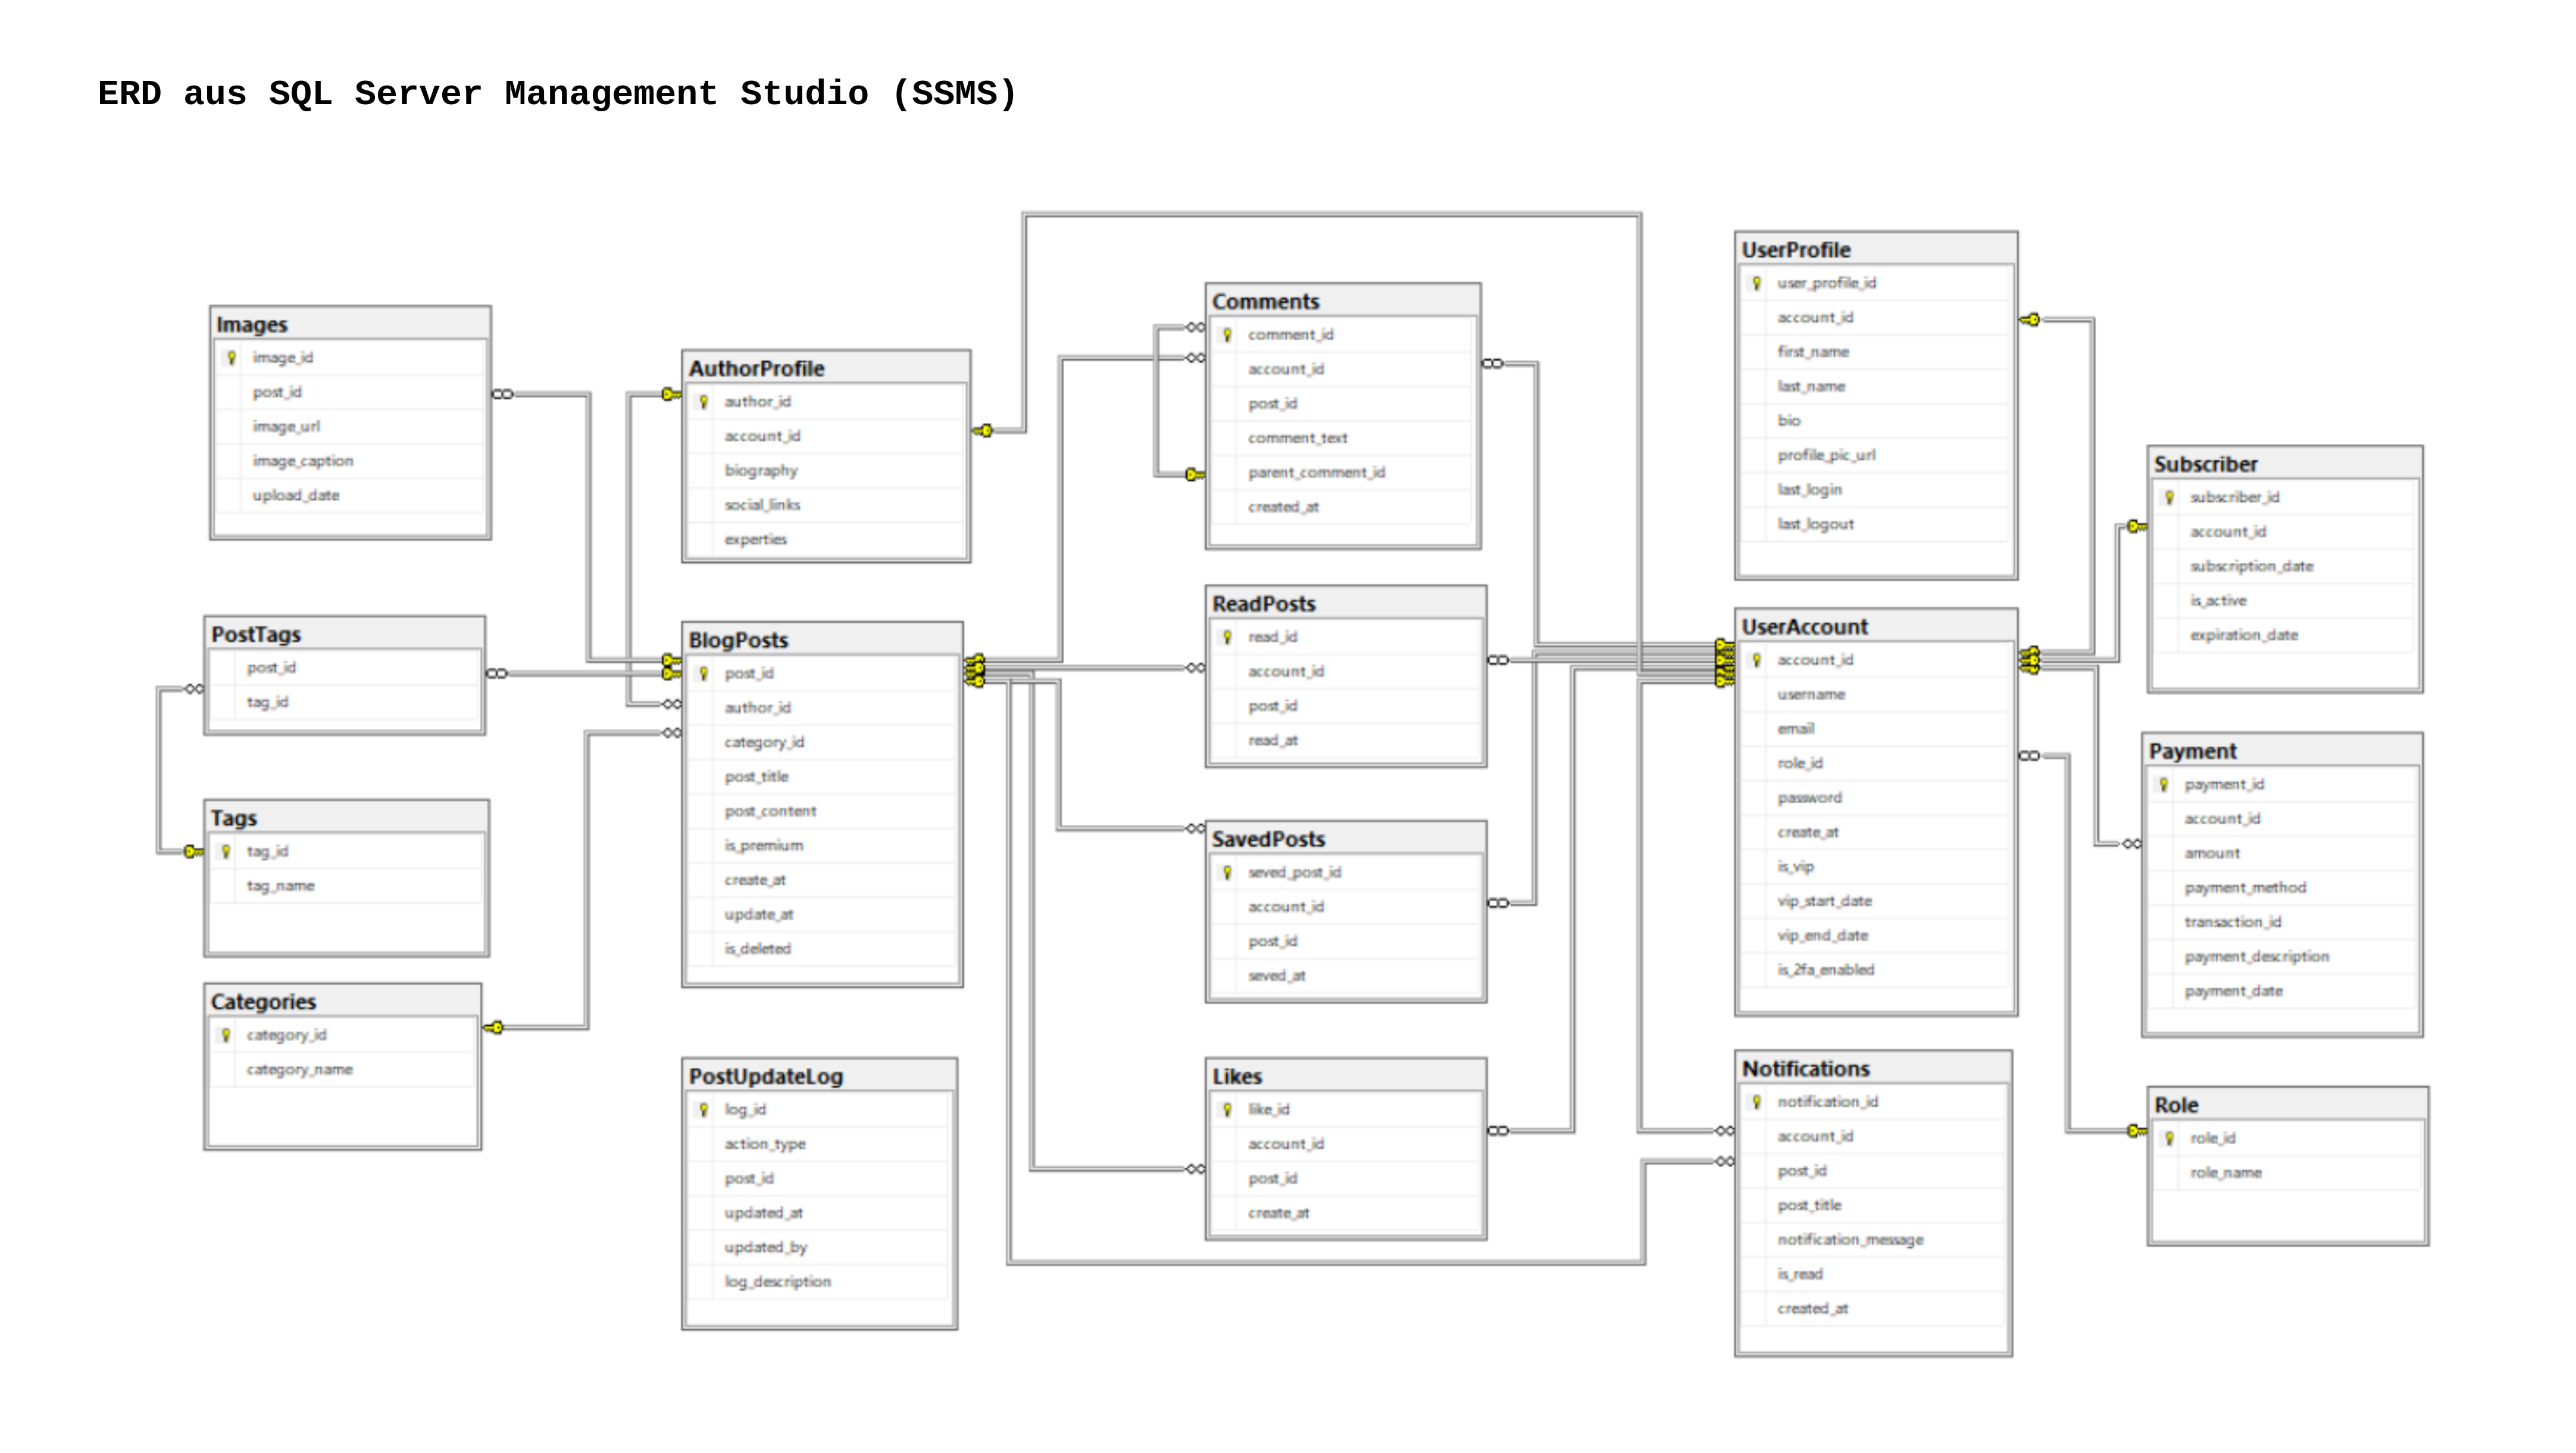 ERD aus SQL Server Management Studio (SSMS)
Images
image_id
post_id
image_url
image_caption
upload_date
PostTags
post_id
tag_id
Tags
tag_id
tag_name
Categories
category_id
category_name
AuthorProfile
author_id
account_id
biography
social_links
experties
BlogPosts
post_id
author_id
category_id
post_title
post_content
is_premium
create_at
update_at
is_deleted
PostUpdateLog
log_id
action_type
post_id
updated_at
updated_by
log_description
Comments
comment_id
account_id
post_id
comment_text
parent_comment_id
created_at
ReadPosts
read_id
account_id
post_id
read_at
SavedPosts
seved_post_id
account_id
post_id
seved_at
Likes
like_id
account_id
post_id
create_at
UserProfile
user_profile_id
account_id
first_name
last_name
bio
profile_pic_url
last_login
last_logout
UserAccount
account_id
username
email
role_id
password
create_at
is_vip
vip_start_date
vip_end_date
is_2fa_enabled
Notifications
notification_id
account_id
post_id
post_title
notification_message
is_read
created_at
Subscriber
subscriber_id
account_id
subscription_date
is_active
expiration_date
Payment
payment_id
account_id
amount
payment_method
transaction_id
payment_description
payment_date
Role
role_id
role_name